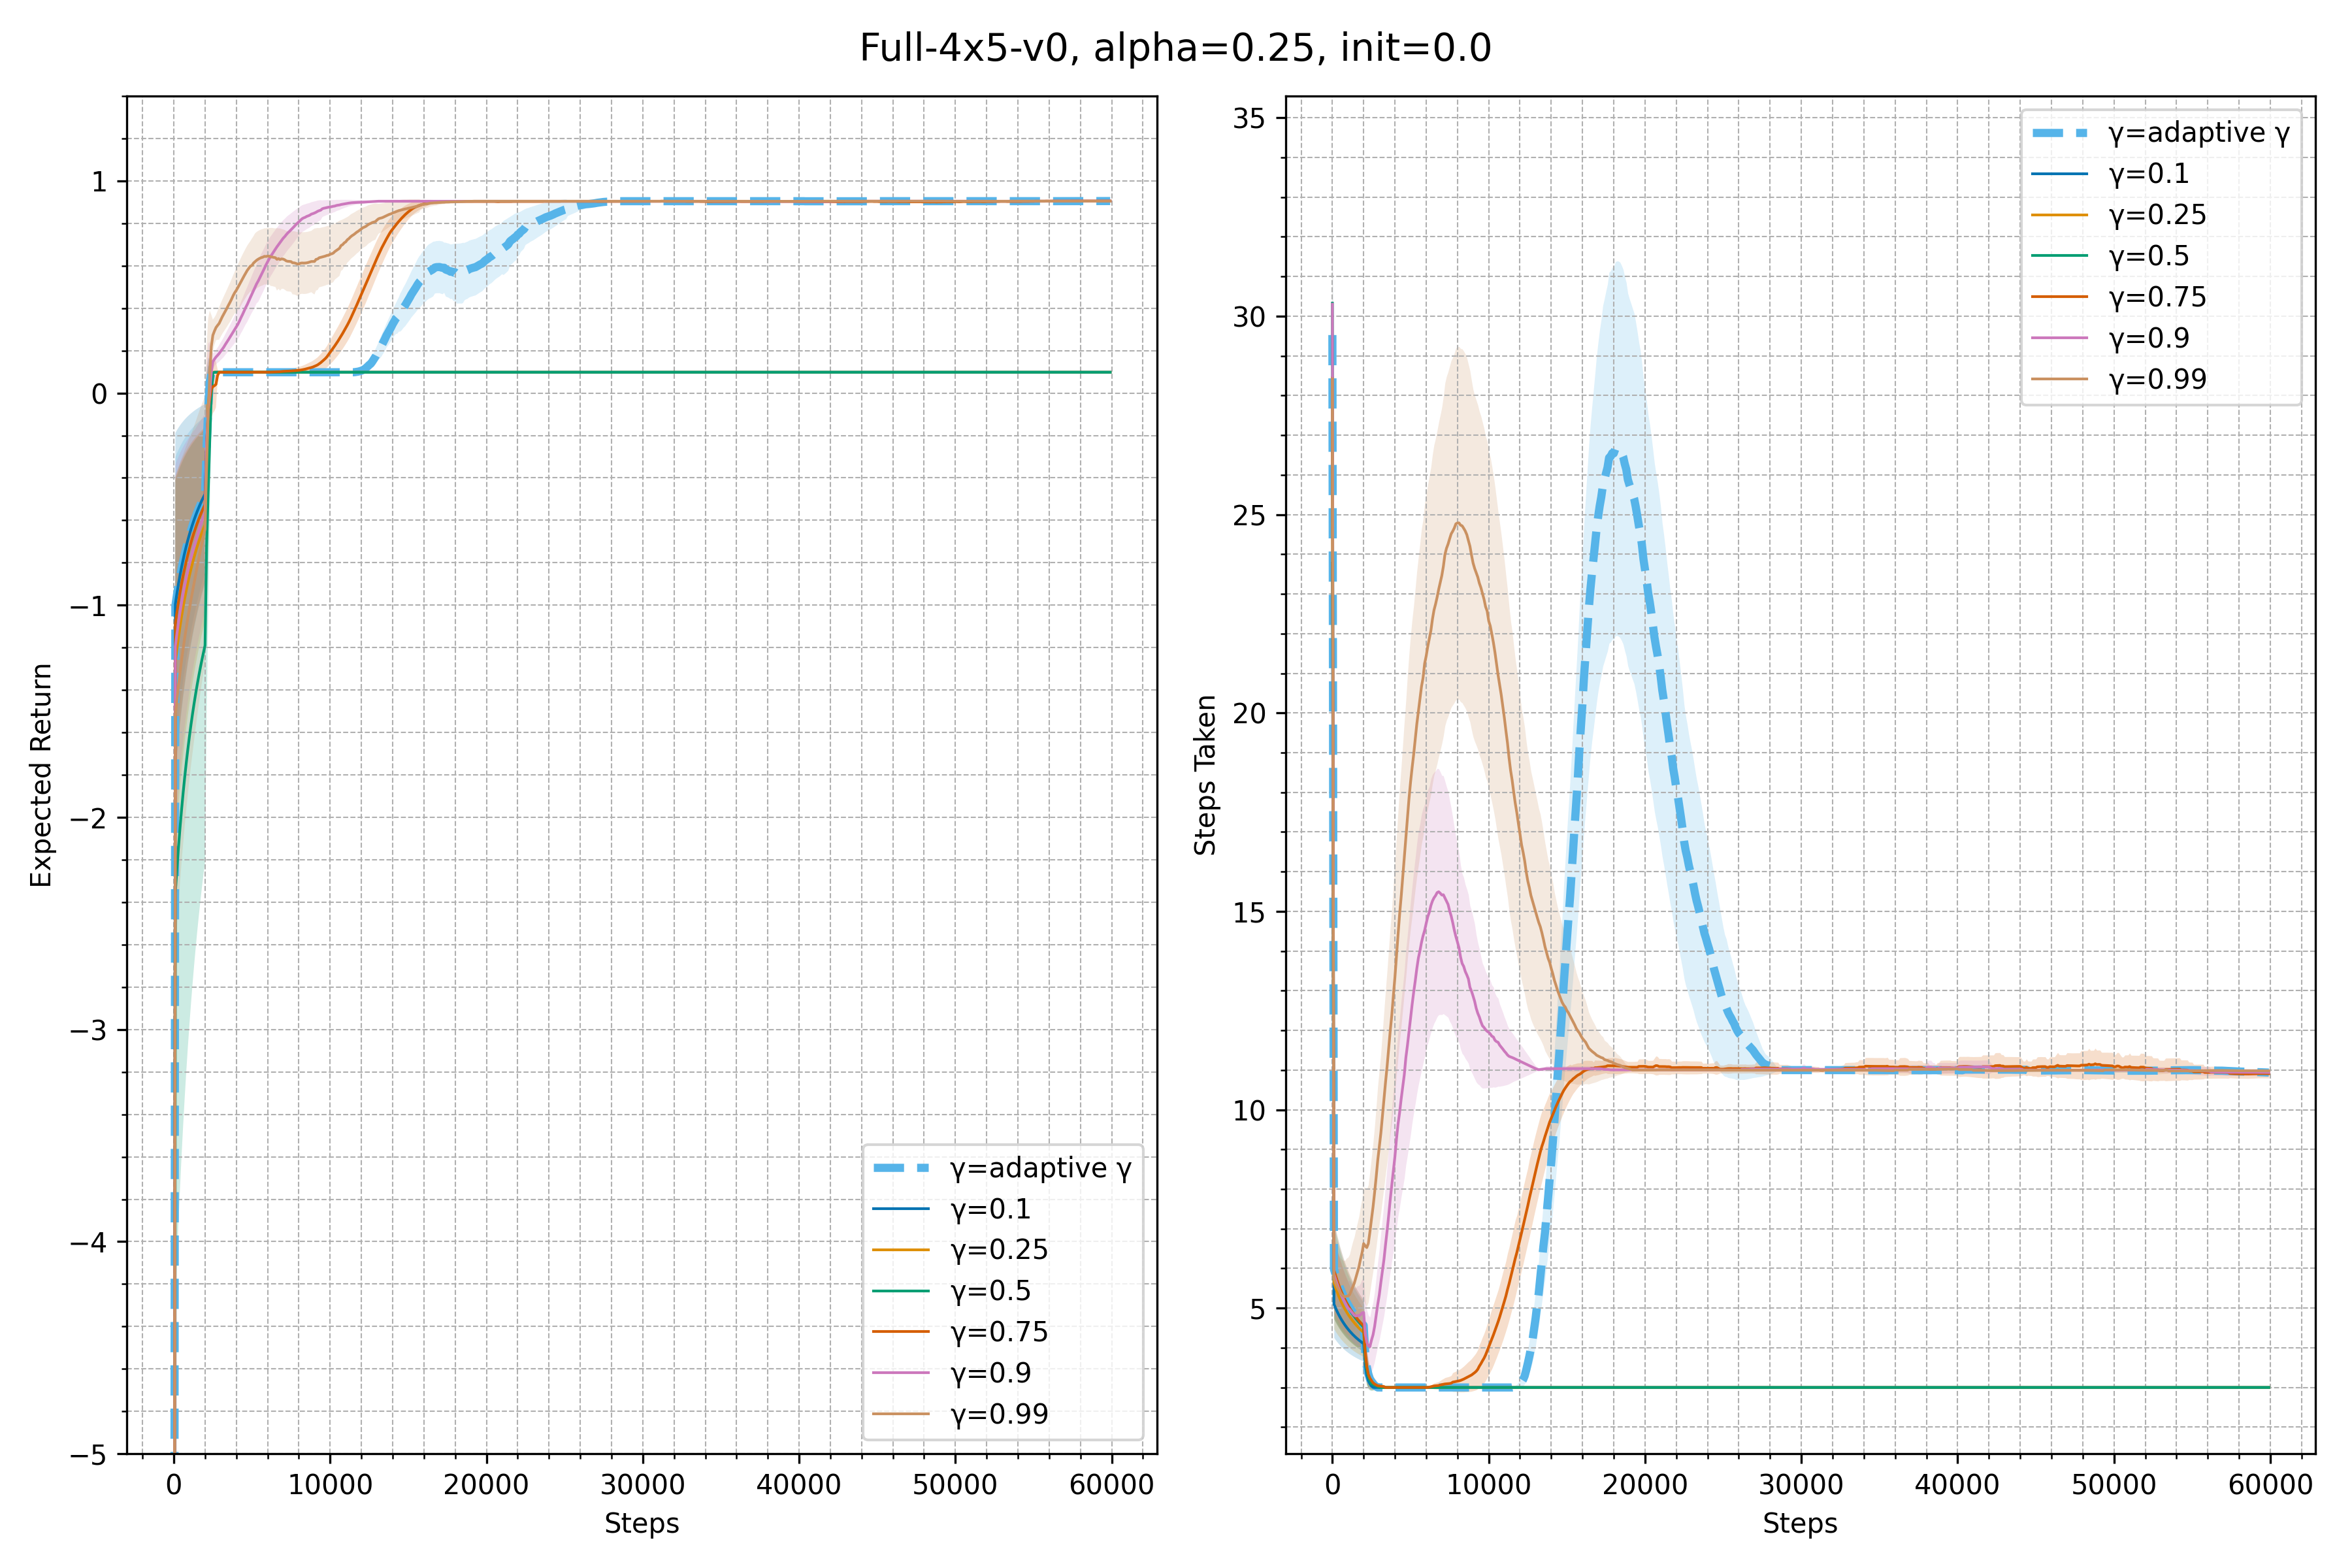 Full-4x5-v0, alpha=0.25, init=0.0
Expected Return
1
0
−1
−2
−3
−4
−5
0
10000
20000
30000
40000
50000
60000
Steps
γ=adaptive γ
γ=0.1
γ=0.25
γ=0.5
γ=0.75
γ=0.9
γ=0.99
Steps Taken
35
30
25
20
15
10
5
0
10000
20000
30000
40000
50000
60000
Steps
γ=adaptive γ
γ=0.1
γ=0.25
γ=0.5
γ=0.75
γ=0.9
γ=0.99